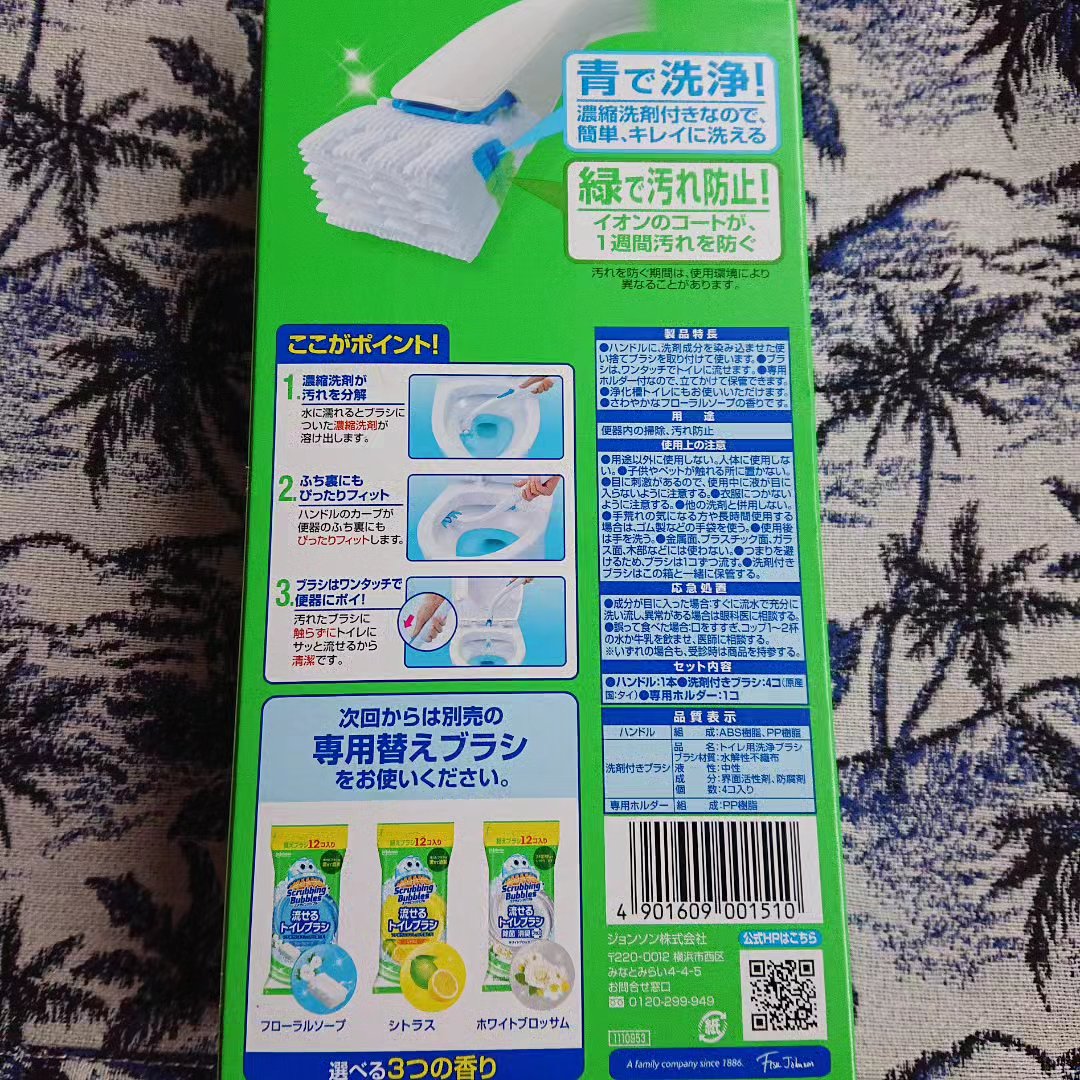 青で洗浄!
濃縮洗剤付きなので、
簡単、キレイに洗える
緑で汚れ防止!
イオンのコートが、
1週間汚れを防ぐ
汚れを防ぐ期間は、使用環境により
異なることがあります。
ここがポイント!
1.濃縮洗剤が
汚れを分解
水に濡れるとブラシに
ついた濃縮洗剤が
溶け出します。
2.ふち裏にも
ぴったりフィット
ハンドルのカーブが
便器のふち裏にも
ぴったりフィットします。
3.ブラシはワンタッチで
便器にポイ!
汚れたブラシに
触らずにトイレに
サッと流せるから
清潔です。
次回からは別売の
専用替えブラシ
をお使いください。
替えブラシ12コ入り
Scrubbing
Bubbles
流せる
トイレブラシ
フローラルソープ
替えブラシ12コ入り
Scrubbing
Bubbles
流せる
トイレブラシ
シトラス
替えブラシ12コ入り
Scrubbing
Bubbles
流せる
トイレブラシ
除菌 消臭
ホワイトブロッサム
選べる3つの香り
製品特長
●ハンドルに、洗剤成分を染み込ませた使
い捨てブラシを取り付けて使います。●ブラ
シは、ワンタッチでトイレに流せます。●専用
ホルダー付なので、立てかけて保管できます。
●浄化槽トイレにもお使いいただけます。
●さわやかなフローラルソープの香りです。
用途
便器内の掃除、汚れ防止
使用上の注意
●用途以外に使用しない。人体に使用しな
い。●子供やペットが触れる所に置かない。
●目に刺激があるので、使用中に液が目に
入らないように注意する。●衣服につかない
ように注意する。●他の洗剤と併用しない。
●手荒れの気になる方や長時間使用する
場合は、ゴム製などの手袋を使う。●使用後
は手を洗う。●金属面、プラスチック面、ガラ
ス面、木部などには使わない。●つまりを避
けるため、ブラシは1コずつ流す。●洗剤付き
ブラシはこの箱と一緒に保管する。
応急処置
●成分が目に入った場合:すぐに流水で充分に
洗い流し、異常がある場合は眼科医に相談する。
●誤って食べた場合:口をすすぎ、コップ1～2杯
の水か牛乳を飲ませ、医師に相談する。
※いずれの場合も、受診時は商品を持参する。
セット内容
●ハンドル:1本●洗剤付きブラシ:4コ(原産
国:タイ)●専用ホルダー:1コ
品質表示
ハンドル 組成:ABS樹脂、PP樹脂
洗剤付きブラシ 品名:トイレ用洗浄ブラシ
ブラシ材質:水解性不織布
液性:中性
成分:界面活性剤、防腐剤
個数:4コ入り
専用ホルダー 組成:PP樹脂
4 901609 001510
ジョンソン株式会社
〒220-0012 横浜市西区
みなとみらい4-4-5
お問合せ窓口
0120-299-949
公式HPはこちら
紙
1110953
A family company since 1886.
Fisk Johnson